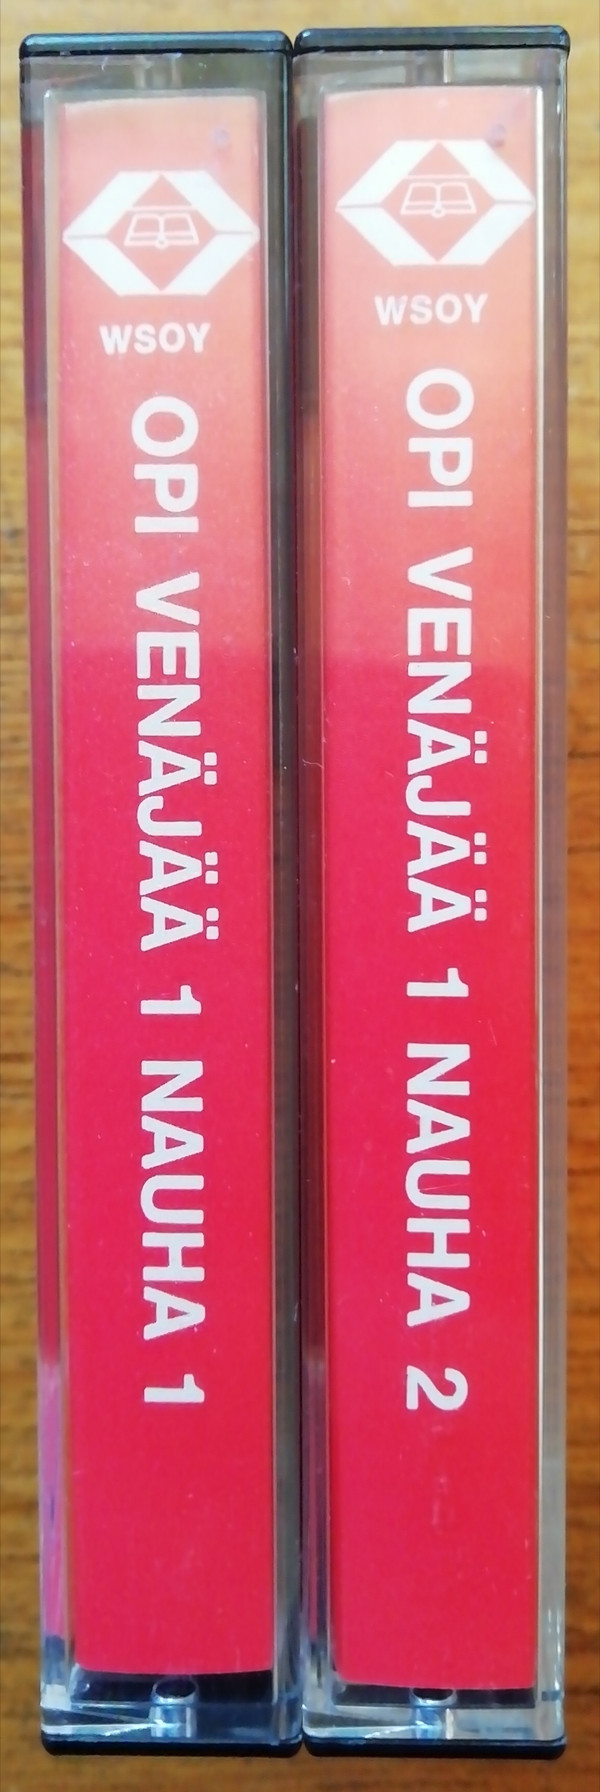 WSOY
OPI VENÄJÄÄ 1 NAUHA 1
WSOY
OPI VENÄJÄÄ 1 NAUHA 2